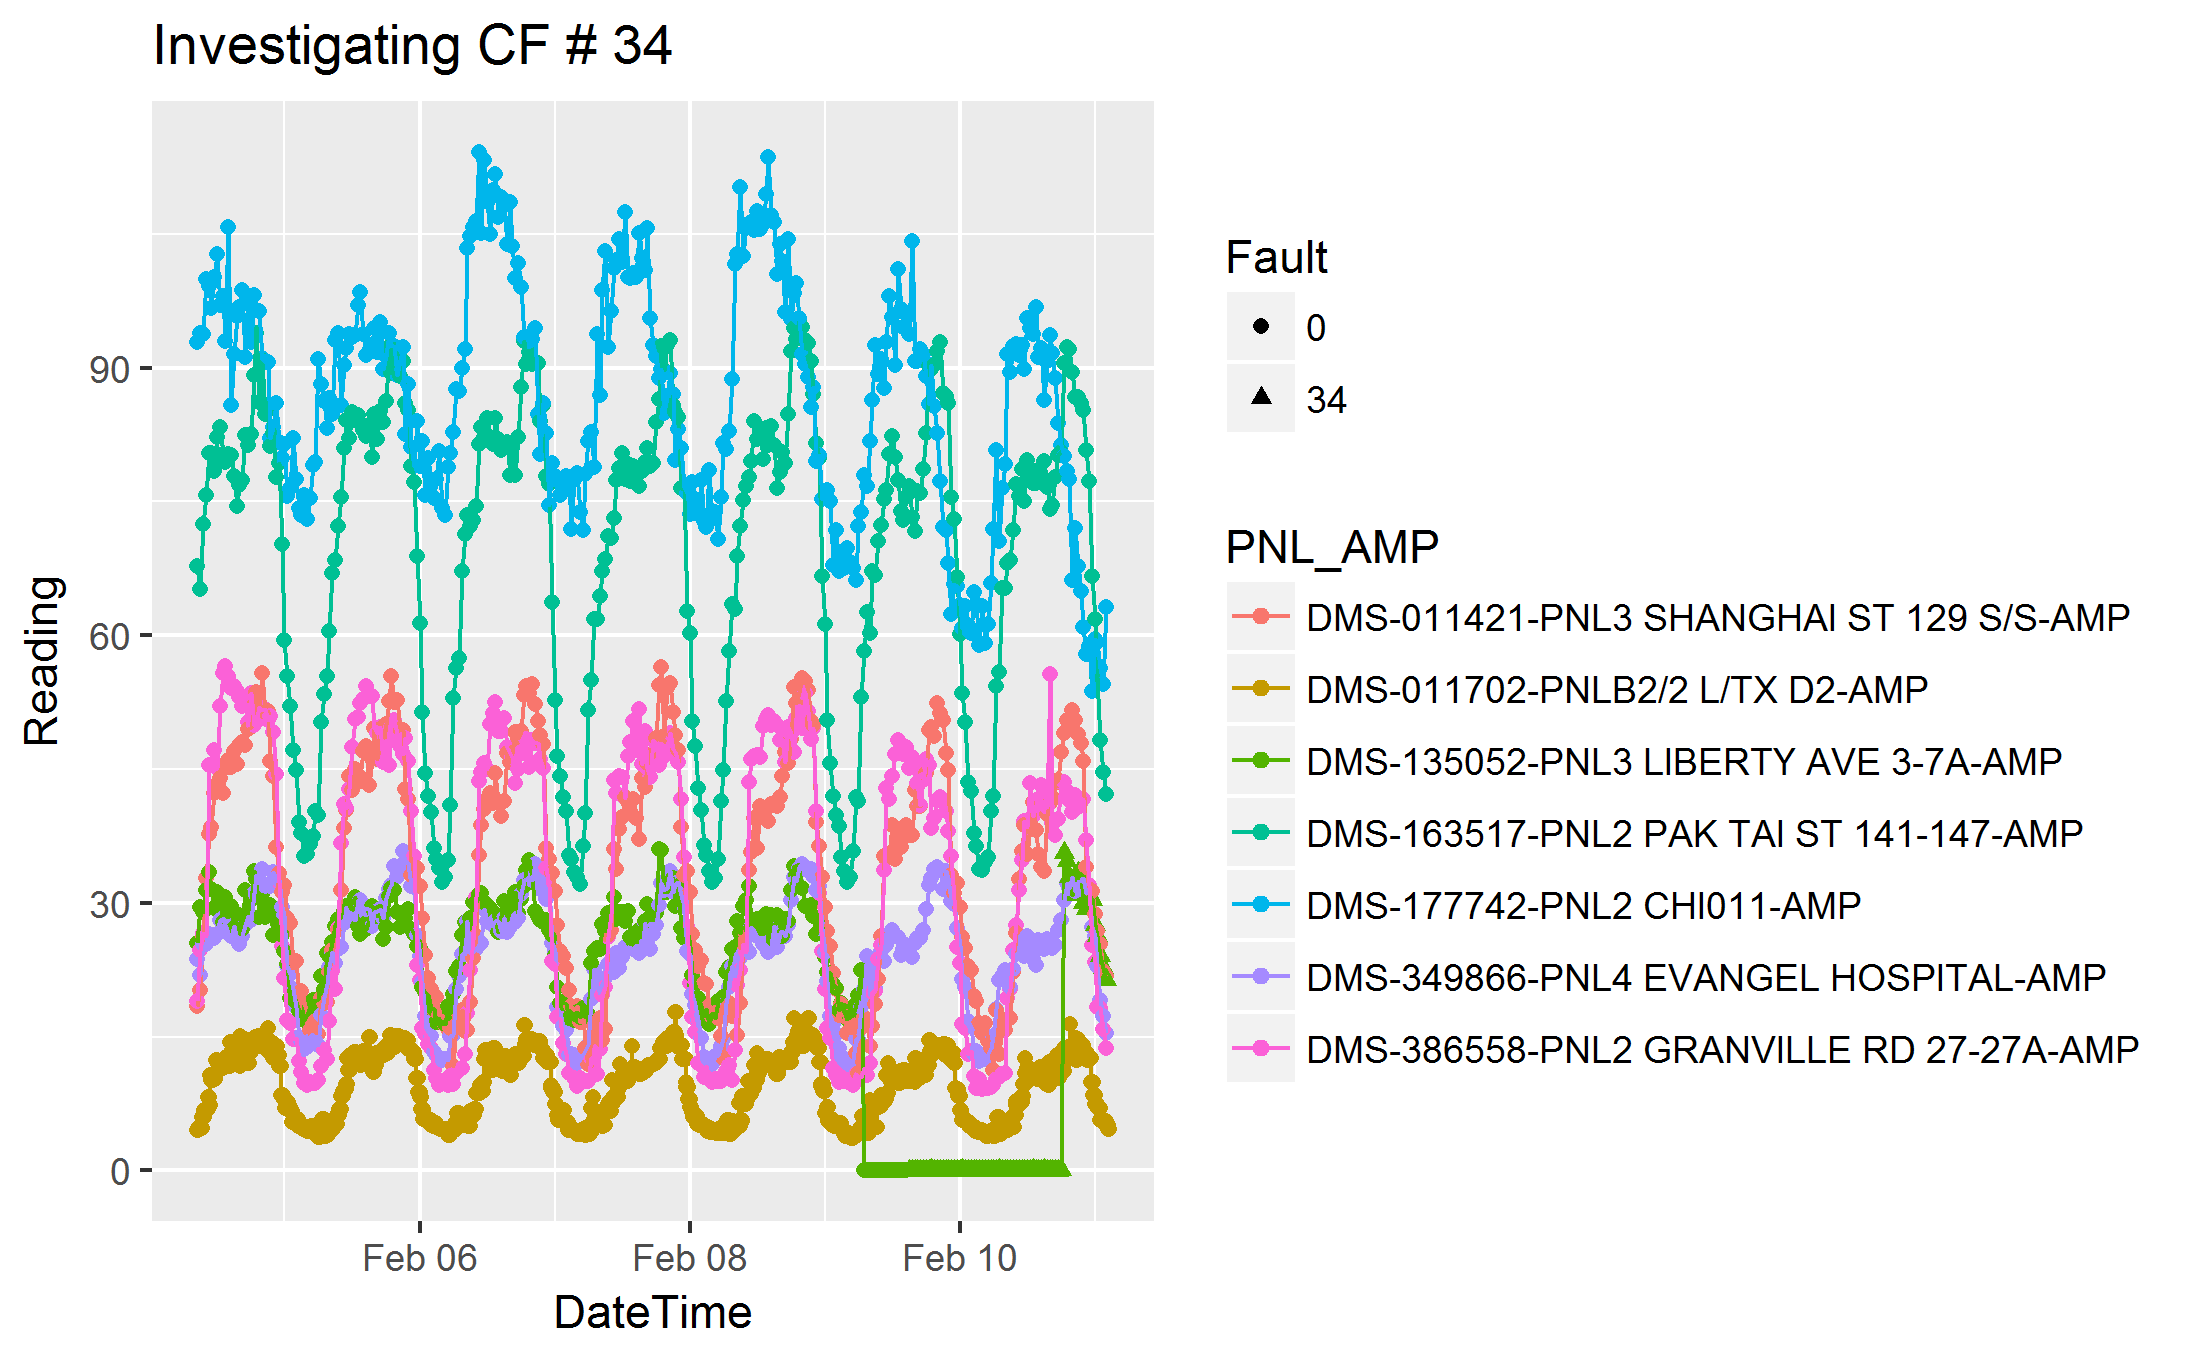 Investigating CF # 34
90
60
30
0
Reading
Feb 06
Feb 08
Feb 10
DateTime
Fault
0
34
PNL_AMP
DMS-011421-PNL3 SHANGHAI ST 129 S/S-AMP
DMS-011702-PNLB2/2 L/TX D2-AMP
DMS-135052-PNL3 LIBERTY AVE 3-7A-AMP
DMS-163517-PNL2 PAK TAI ST 141-147-AMP
DMS-177742-PNL2 CHI011-AMP
DMS-349866-PNL4 EVANGEL HOSPITAL-AMP
DMS-386558-PNL2 GRANVILLE RD 27-27A-AMP